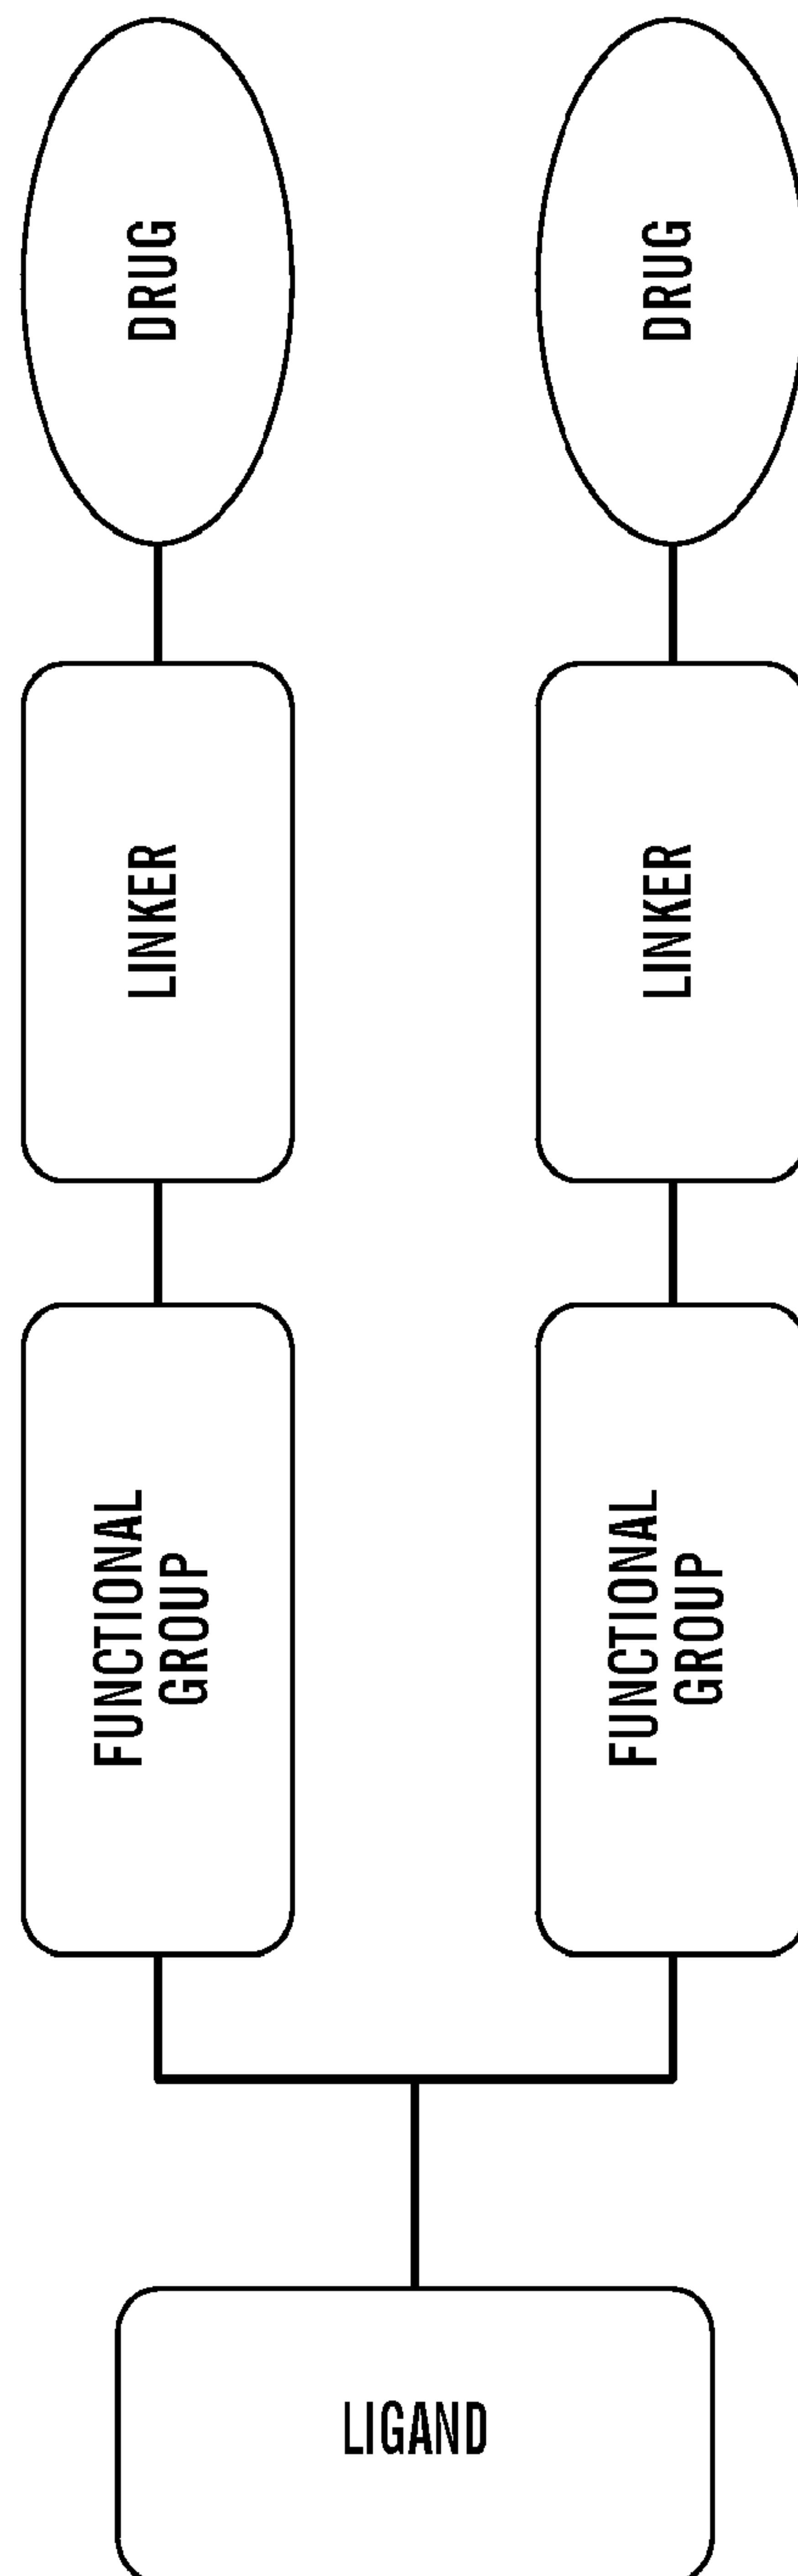 DRUG
DRUG
LINKER
LINKER
FUNCTIONAL
GROUP
FUNCTIONAL
GROUP
LIGAND